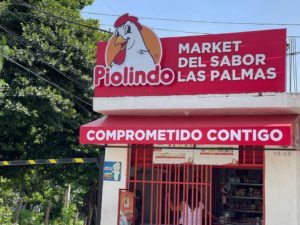 Piolindo
MARKET
DEL SABOR
LAS PALMAS
COMPROMETIDO CONTIGO